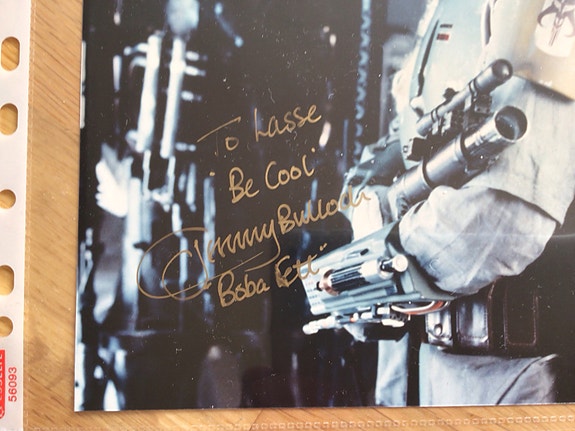 To Lasse
"Be Cool"
Jeremy Bulloch
"Boba Fett"
56093